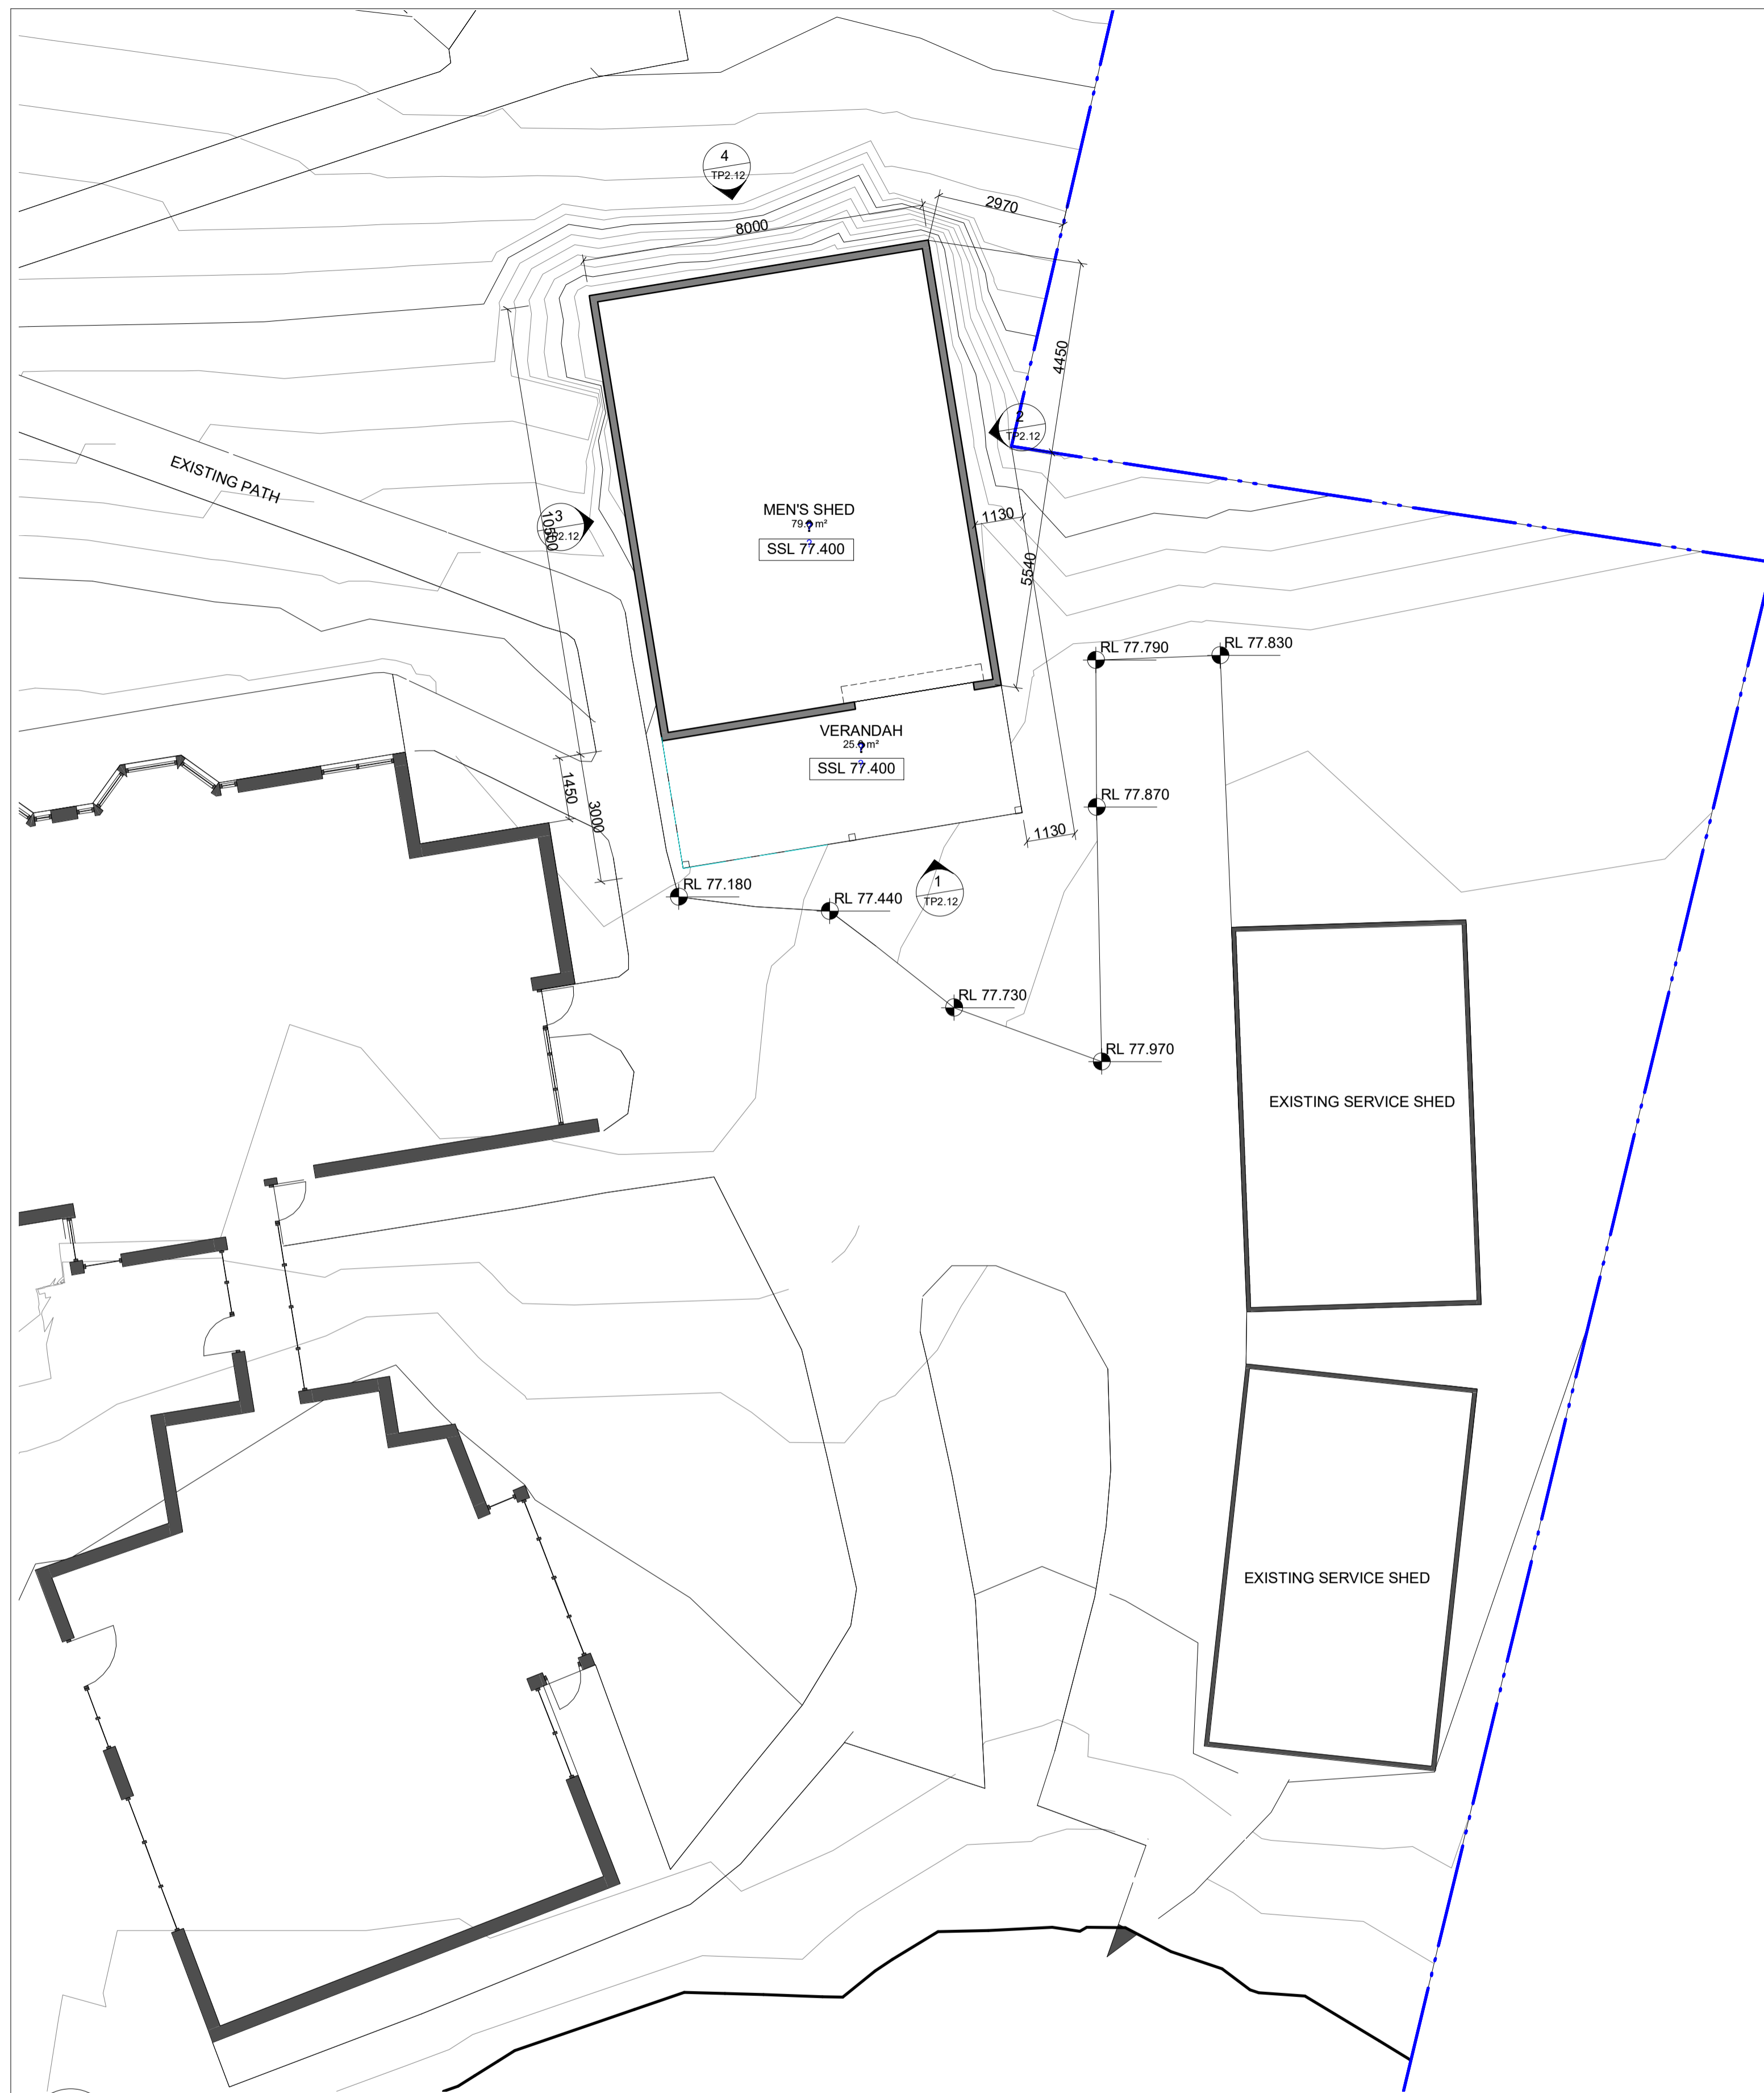 4
TP2.12
2970
8000
4450
2
TP2.12
EXISTING PATH
3
TP2.12
10500
MEN'S SHED
m²
SSL 77.400
1130
5540
RL 77.790
RL 77.830
VERANDAH
m²
SSL 77.400
1450
3000
RL 77.870
1130
1
TP2.12
RL 77.180
RL 77.440
RL 77.730
RL 77.970
EXISTING SERVICE SHED
EXISTING SERVICE SHED